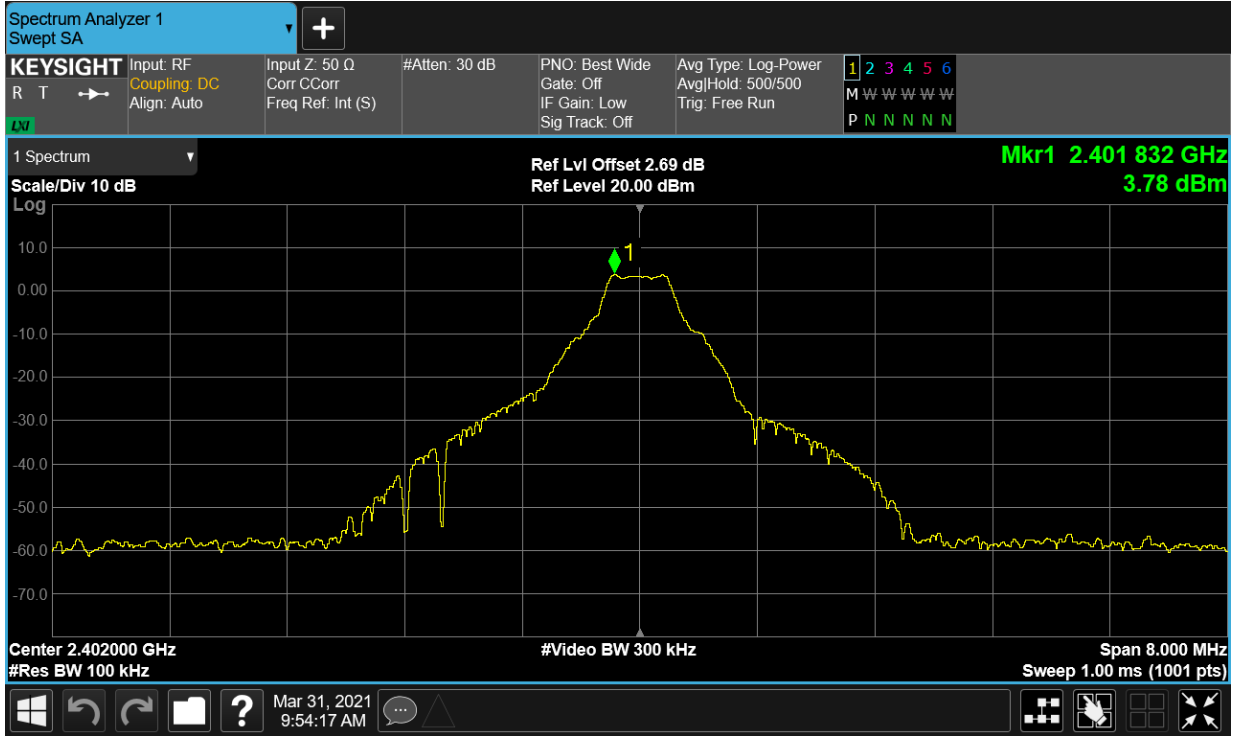 Spectrum Analyzer 1
Swept SA
KEYSIGHT
R T
LXI
Input: RF
Coupling: DC
Align: Auto
Input Z: 50 Ω
Corr CCorr
Freq Ref: Int (S)
#Atten: 30 dB
PNO: Best Wide
Gate: Off
IF Gain: Low
Sig Track: Off
Avg Type: Log-Power
Avg|Hold: 500/500
Trig: Free Run
1 2 3 4 5 6
M W W W W W
P N N N N N N
1 Spectrum
Scale/Div 10 dB
Ref Lvl Offset 2.69 dB
Ref Level 20.00 dBm
Mkr1 2.401 832 GHz
3.78 dBm
Log
1
10.0
0.00
-10.0
-20.0
-30.0
-40.0
-50.0
-60.0
-70.0
Center 2.402000 GHz
#Res BW 100 kHz
#Video BW 300 kHz
Span 8.000 MHz
Sweep 1.00 ms (1001 pts)
?
Mar 31, 2021
9:54:17 AM